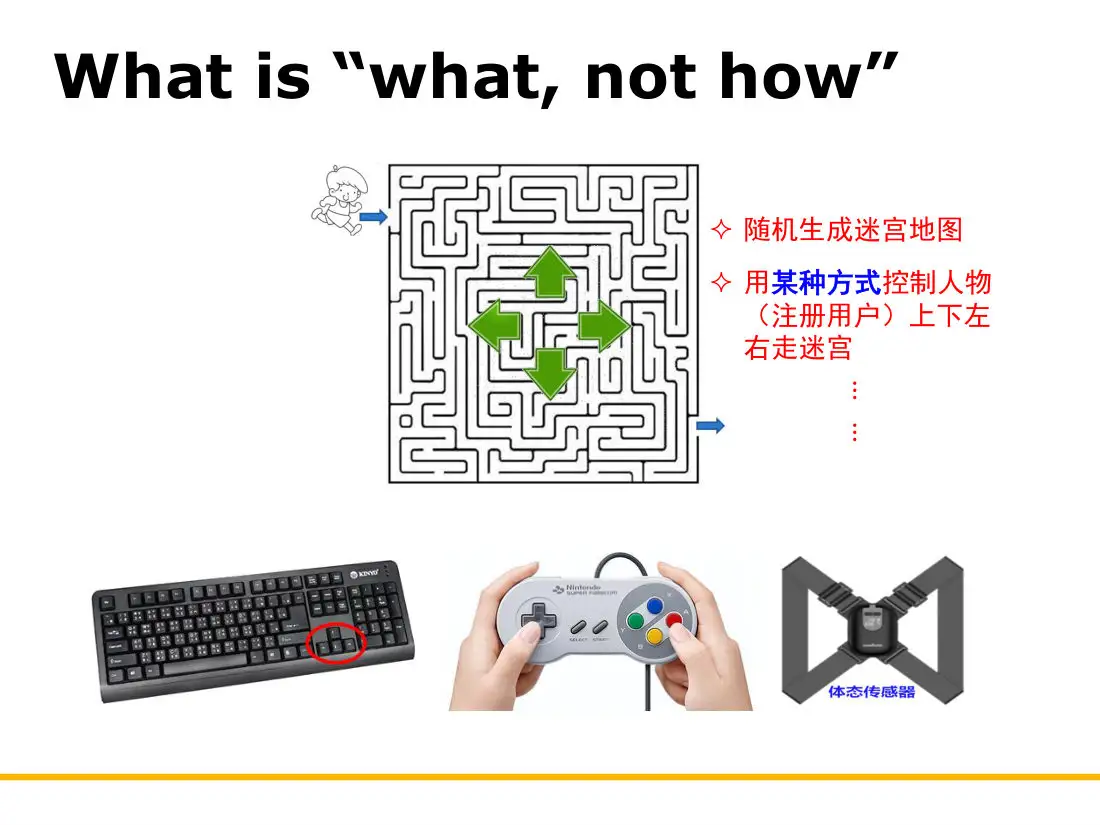 What is “what, not how”
✧ 随机生成迷宫地图
✧ 用某种方式控制人物
（注册用户）上下左
右走迷宫
⋮
⋮
KINYO
Nintendo
SUPER FAMICOM
X
Y
A
B
SELECT
START
体态传感器